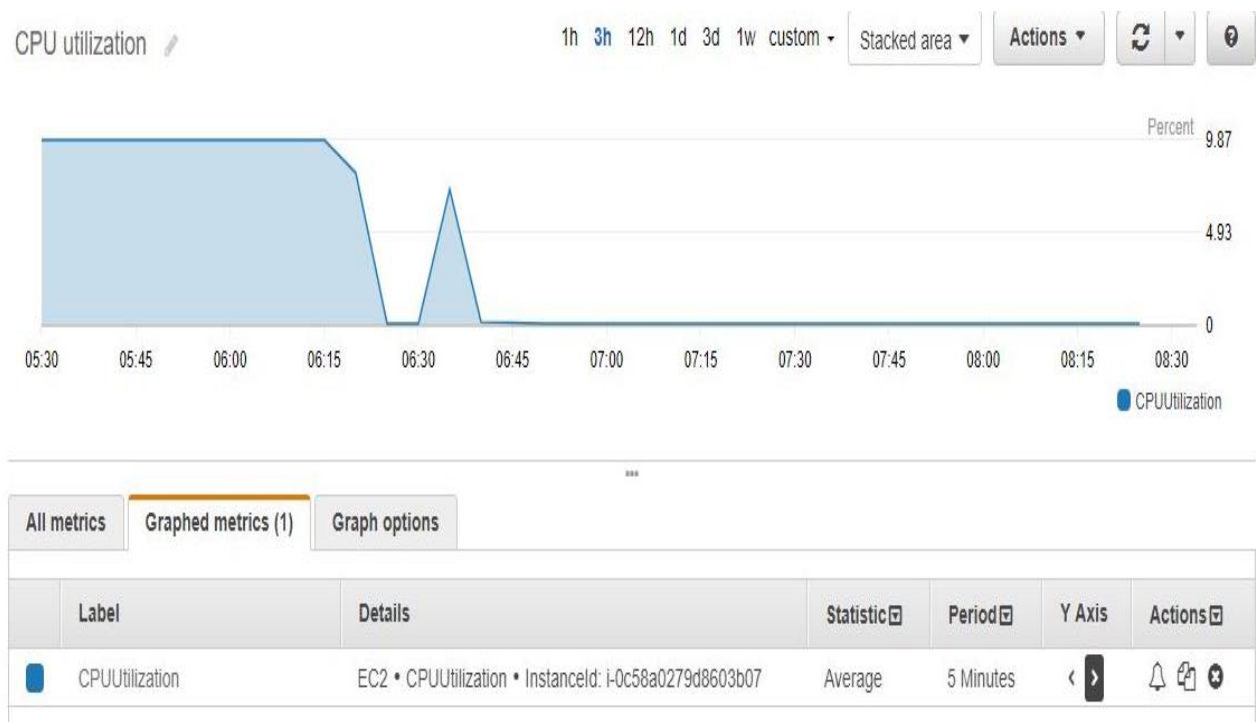 CPU utilization 1h 3h 12h 1d 3d 1w custom Stacked area Actions
Percent
9.87
4.93
0
05:30 05:45 06:00 06:15 06:30 06:45 07:00 07:15 07:30 07:45 08:00 08:15 08:30
CPUUtilization
All metrics Graphed metrics (1) Graph options
Label Details Statistic Period Y Axis Actions
CPUUtilization EC2 • CPUUtilization • InstanceId: i-0c58a0279d8603b07 Average 5 Minutes